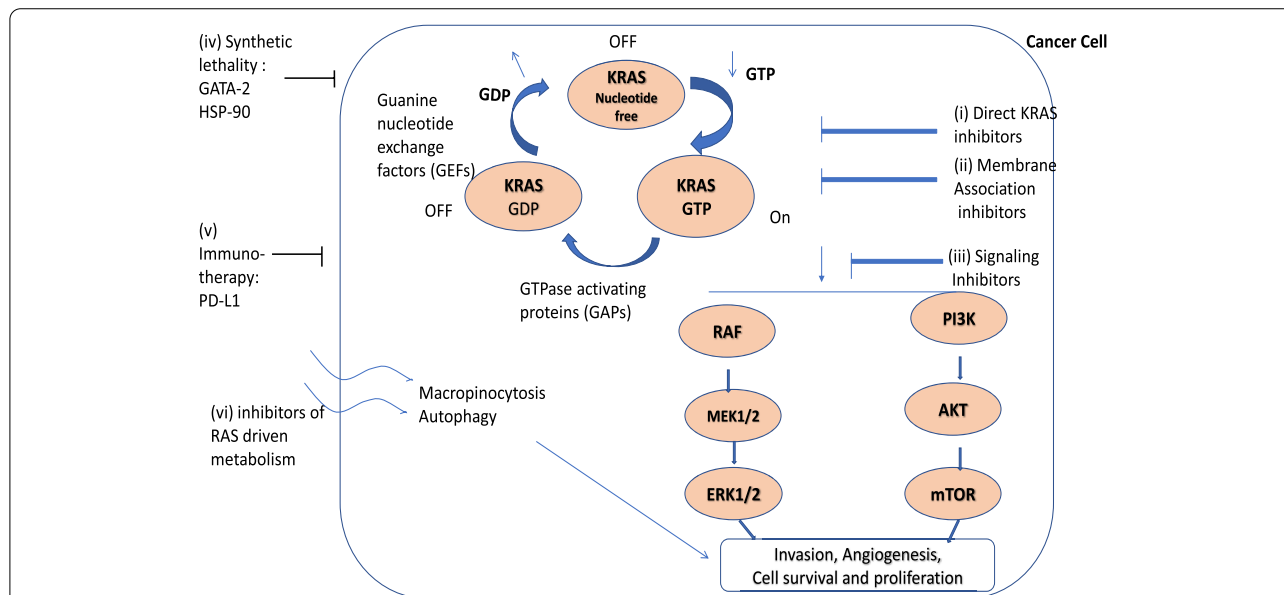 (iv) Synthetic
lethality :
GATA-2
HSP-90
OFF
Cancer Cell
KRAS
Nucleotide
free
GDP
GTP
Guanine
nucleotide
exchange
factors (GEFs)
KRAS
GDP
OFF
KRAS
GTP
On
(i) Direct KRAS
inhibitors
(ii) Membrane
Association
inhibitors
(iii) Signaling
Inhibitors
(v)
Immuno-
therapy:
PD-L1
GTPase activating
proteins (GAPs)
RAF
PI3K
MEK1/2
AKT
ERK1/2
mTOR
Macropinocytosis
Autophagy
(vi) inhibitors of
RAS driven
metabolism
Invasion, Angiogenesis,
Cell survival and proliferation